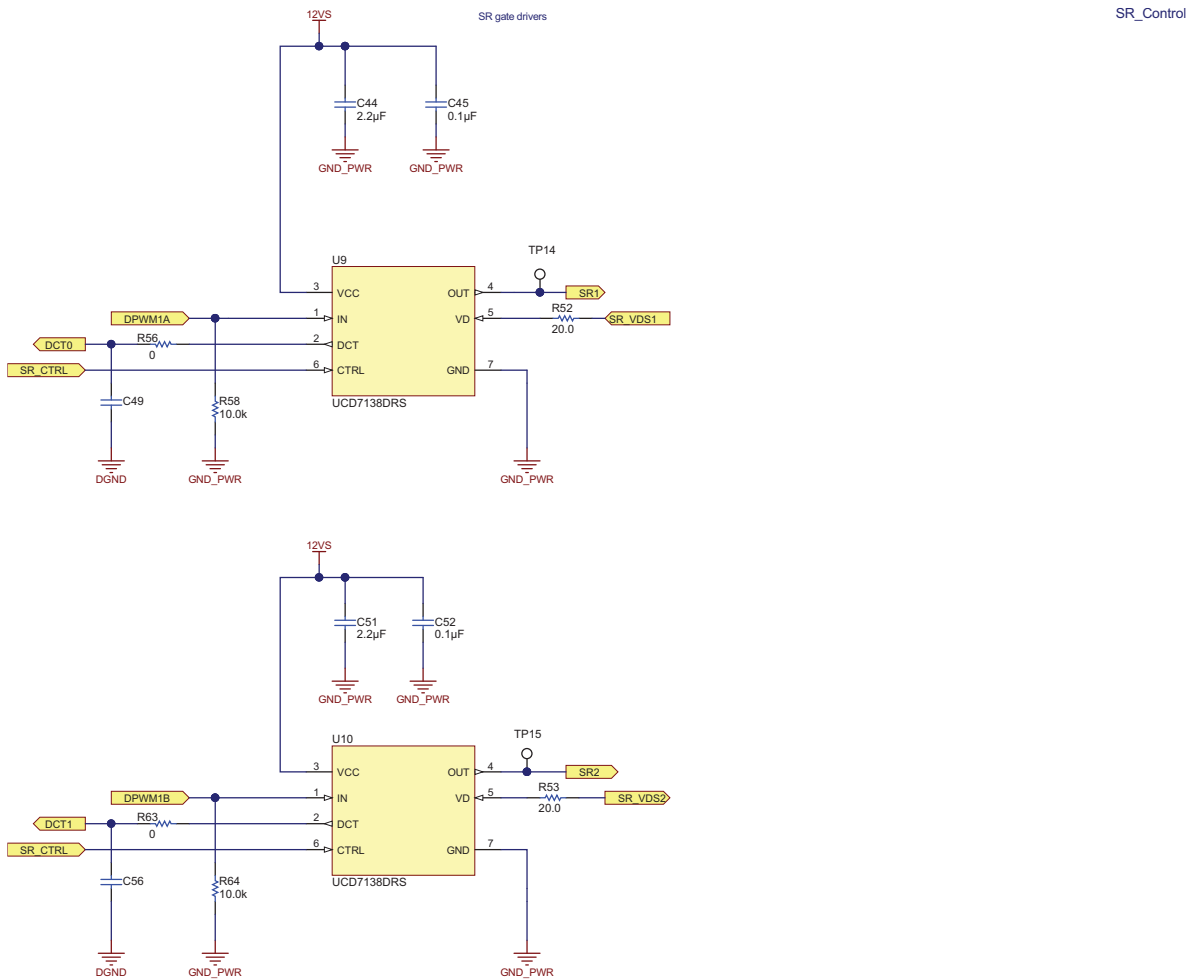 12VS
SR gate drivers
SR_Control
C44
2.2µF
C45
0.1µF
GND_PWR
GND_PWR
TP14
U9
3
VCC
OUT
4
SR1
DPWM1A
1
IN
VD
5
R52
20.0
SR_VDS1
DCT0
R56
0
2
DCT
SR_CTRL
6
CTRL
GND
7
UCD7138DRS
C49
R58
10.0k
DGND
GND_PWR
GND_PWR
12VS
C51
2.2µF
C52
0.1µF
GND_PWR
GND_PWR
TP15
U10
3
VCC
OUT
4
SR2
DPWM1B
1
IN
VD
5
R53
20.0
SR_VDS2
DCT1
R63
0
2
DCT
SR_CTRL
6
CTRL
GND
7
UCD7138DRS
C56
R64
10.0k
DGND
GND_PWR
GND_PWR